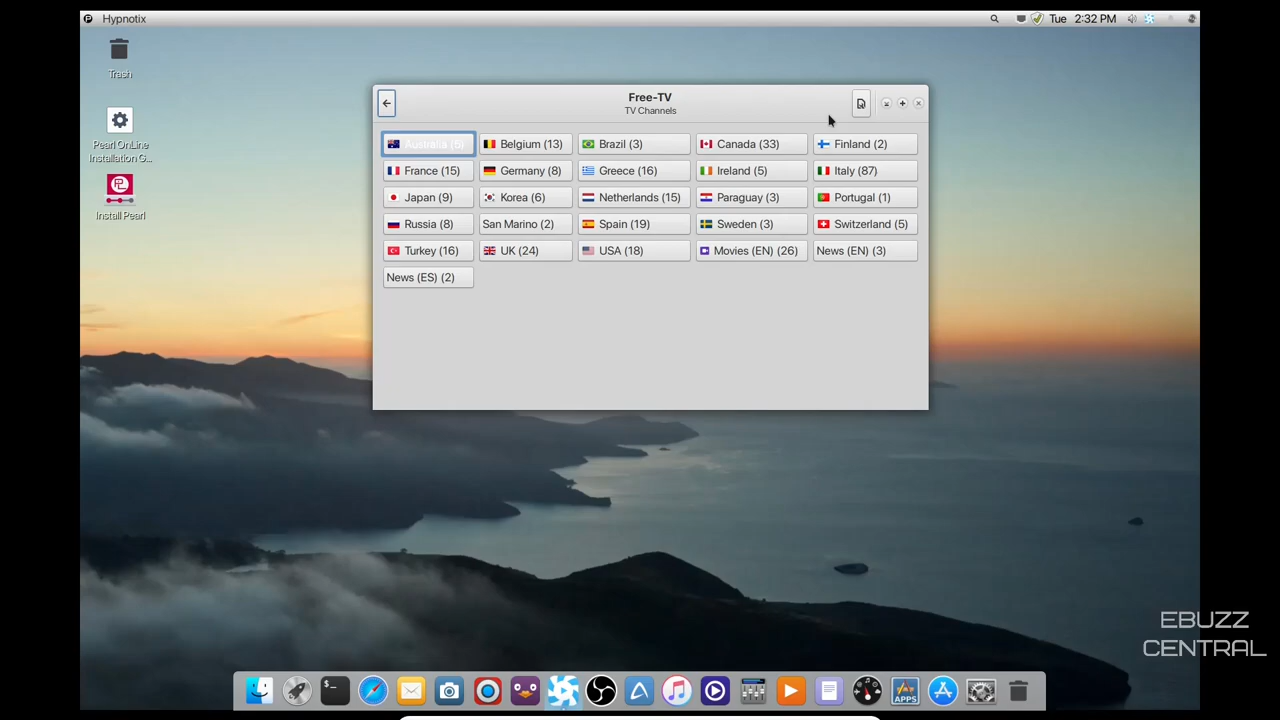 Hypnotix
Tue 2:32 PM
Trash
Pearl OnLine
Installation G...
Install Pearl
Free-TV
TV Channels
Australia (6) Belgium (13) Brazil (3) Canada (33) Finland (2)
France (15) Germany (8) Greece (16) Ireland (5) Italy (87)
Japan (9) Korea (6) Netherlands (15) Paraguay (3) Portugal (1)
Russia (8) San Marino (2) Spain (19) Sweden (3) Switzerland (5)
Turkey (16) UK (24) USA (18) Movies (EN) (26) News (EN) (3)
News (ES) (2)
EBUZZ
CENTRAL
$_
APPS